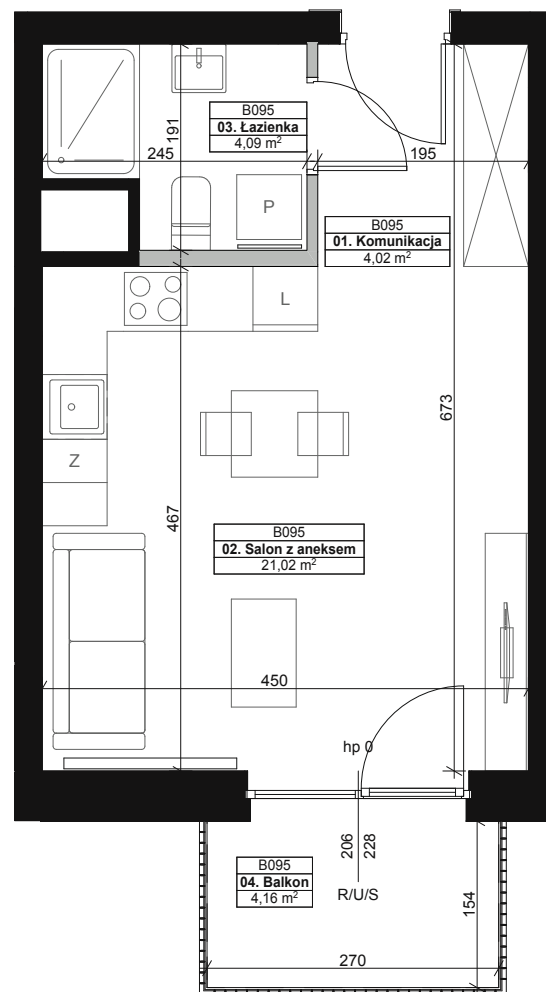 B095
03. Łazienka
4,09 m²
191
245
195
P
B095
01. Komunikacja
4,02 m²
L
673
Z
467
B095
02. Salon z aneksem
21,02 m²
450
hp 0
206
228
B095
04. Balkon
4,16 m²
R/U/S
154
270